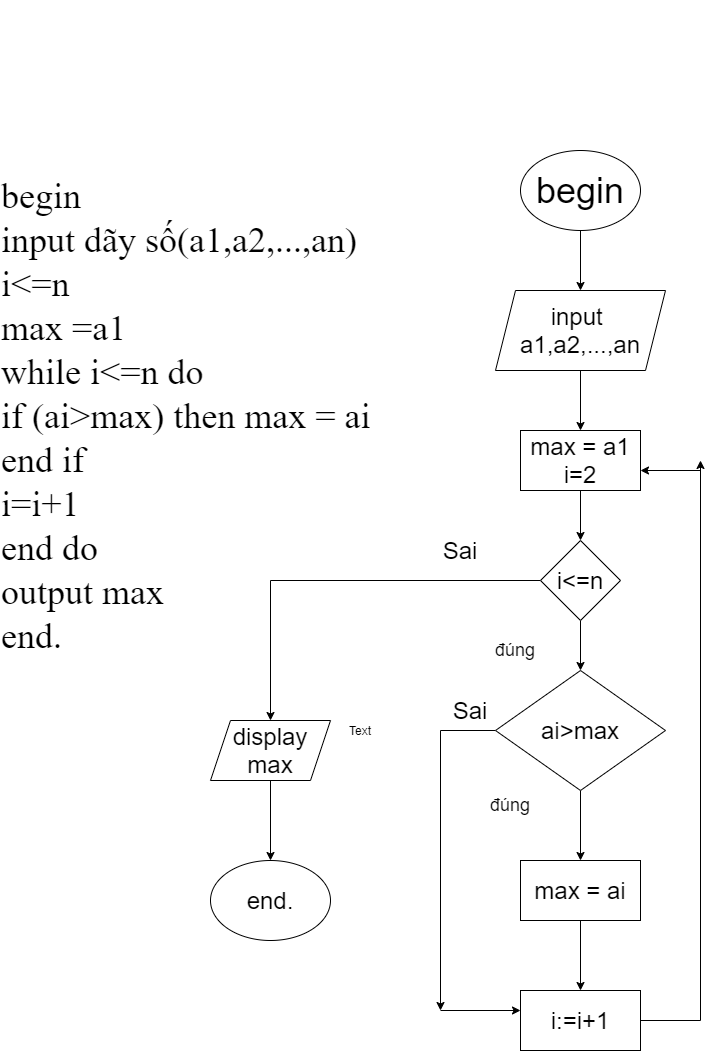 begin
input dãy số(a1,a2,...,an)
i<=n
max =a1
while i<=n do
if (ai>max) then max = ai
end if
i=i+1
end do
output max
end.
begin
input
a1,a2,...,an
max = a1
i=2
Sai
i<=n
đúng
Sai
ai>max
display
max
Text
đúng
end.
max = ai
i:=i+1